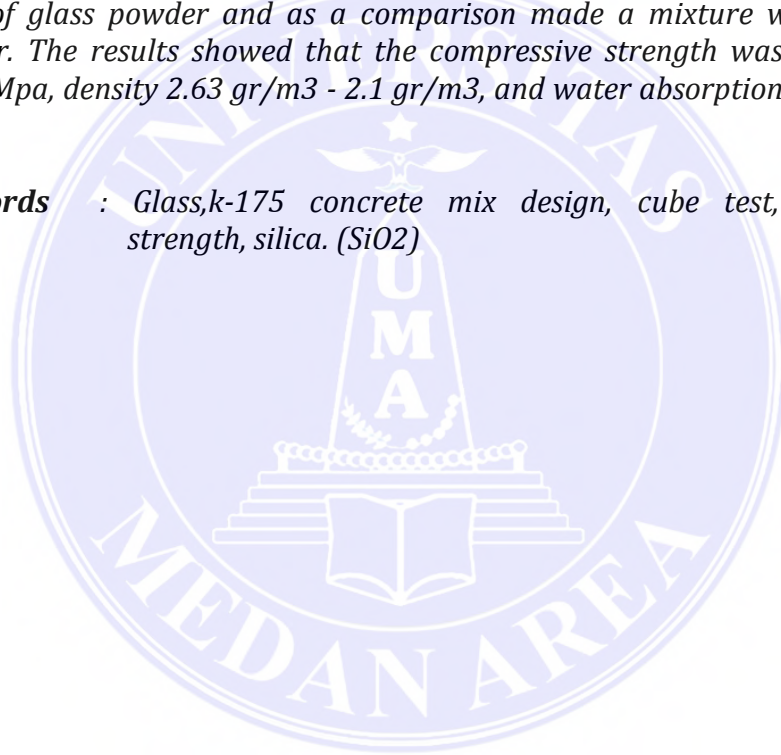 of glass powder and as a comparison made a mixture w
r. The results showed that the compressive strength was
Mpa, density 2.63 gr/m3 - 2.1 gr/m3, and water absorption
ords : Glass,k-175 concrete mix design, cube test,
strength, silica. (SiO2)
UNIVERSITAS
UMA
MEDAN AREA